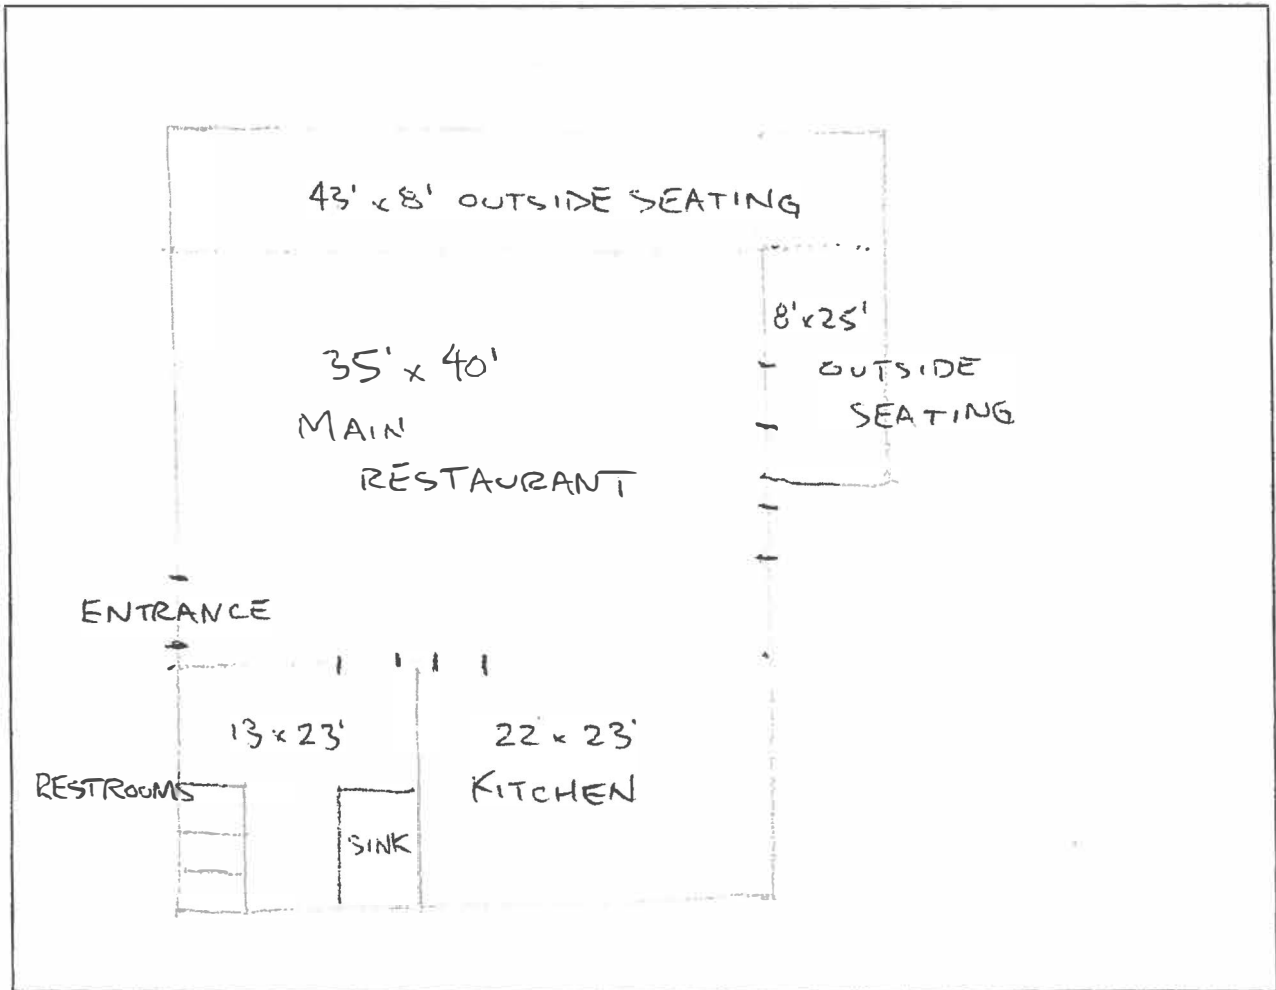 43' x 8' OUTSIDE SEATING
8' x 25'
OUTSIDE
SEATING
35' x 40'
MAIN
RESTAURANT
ENTRANCE
13 x 23'
22 x 23'
KITCHEN
RESTROOMS
SINK